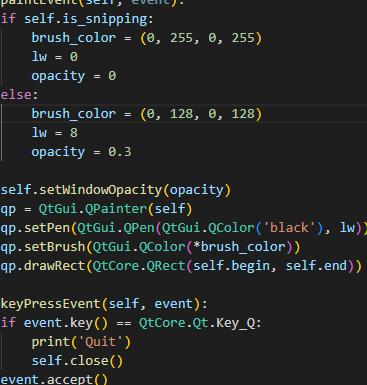 paintEvent(self, event):
if self.is_snipping:
    brush_color = (0, 255, 0, 255)
    lw = 0
    opacity = 0
else:
    brush_color = (0, 128, 0, 128)
    lw = 8
    opacity = 0.3

self.setWindowOpacity(opacity)
qp = QtGui.QPainter(self)
qp.setPen(QtGui.QPen(QtGui.QColor('black'), lw))
qp.setBrush(QtGui.QColor(*brush_color))
qp.drawRect(QtCore.QRect(self.begin, self.end))

keyPressEvent(self, event):
if event.key() == QtCore.Qt.Key_Q:
    print('Quit')
    self.close()
event.accept()